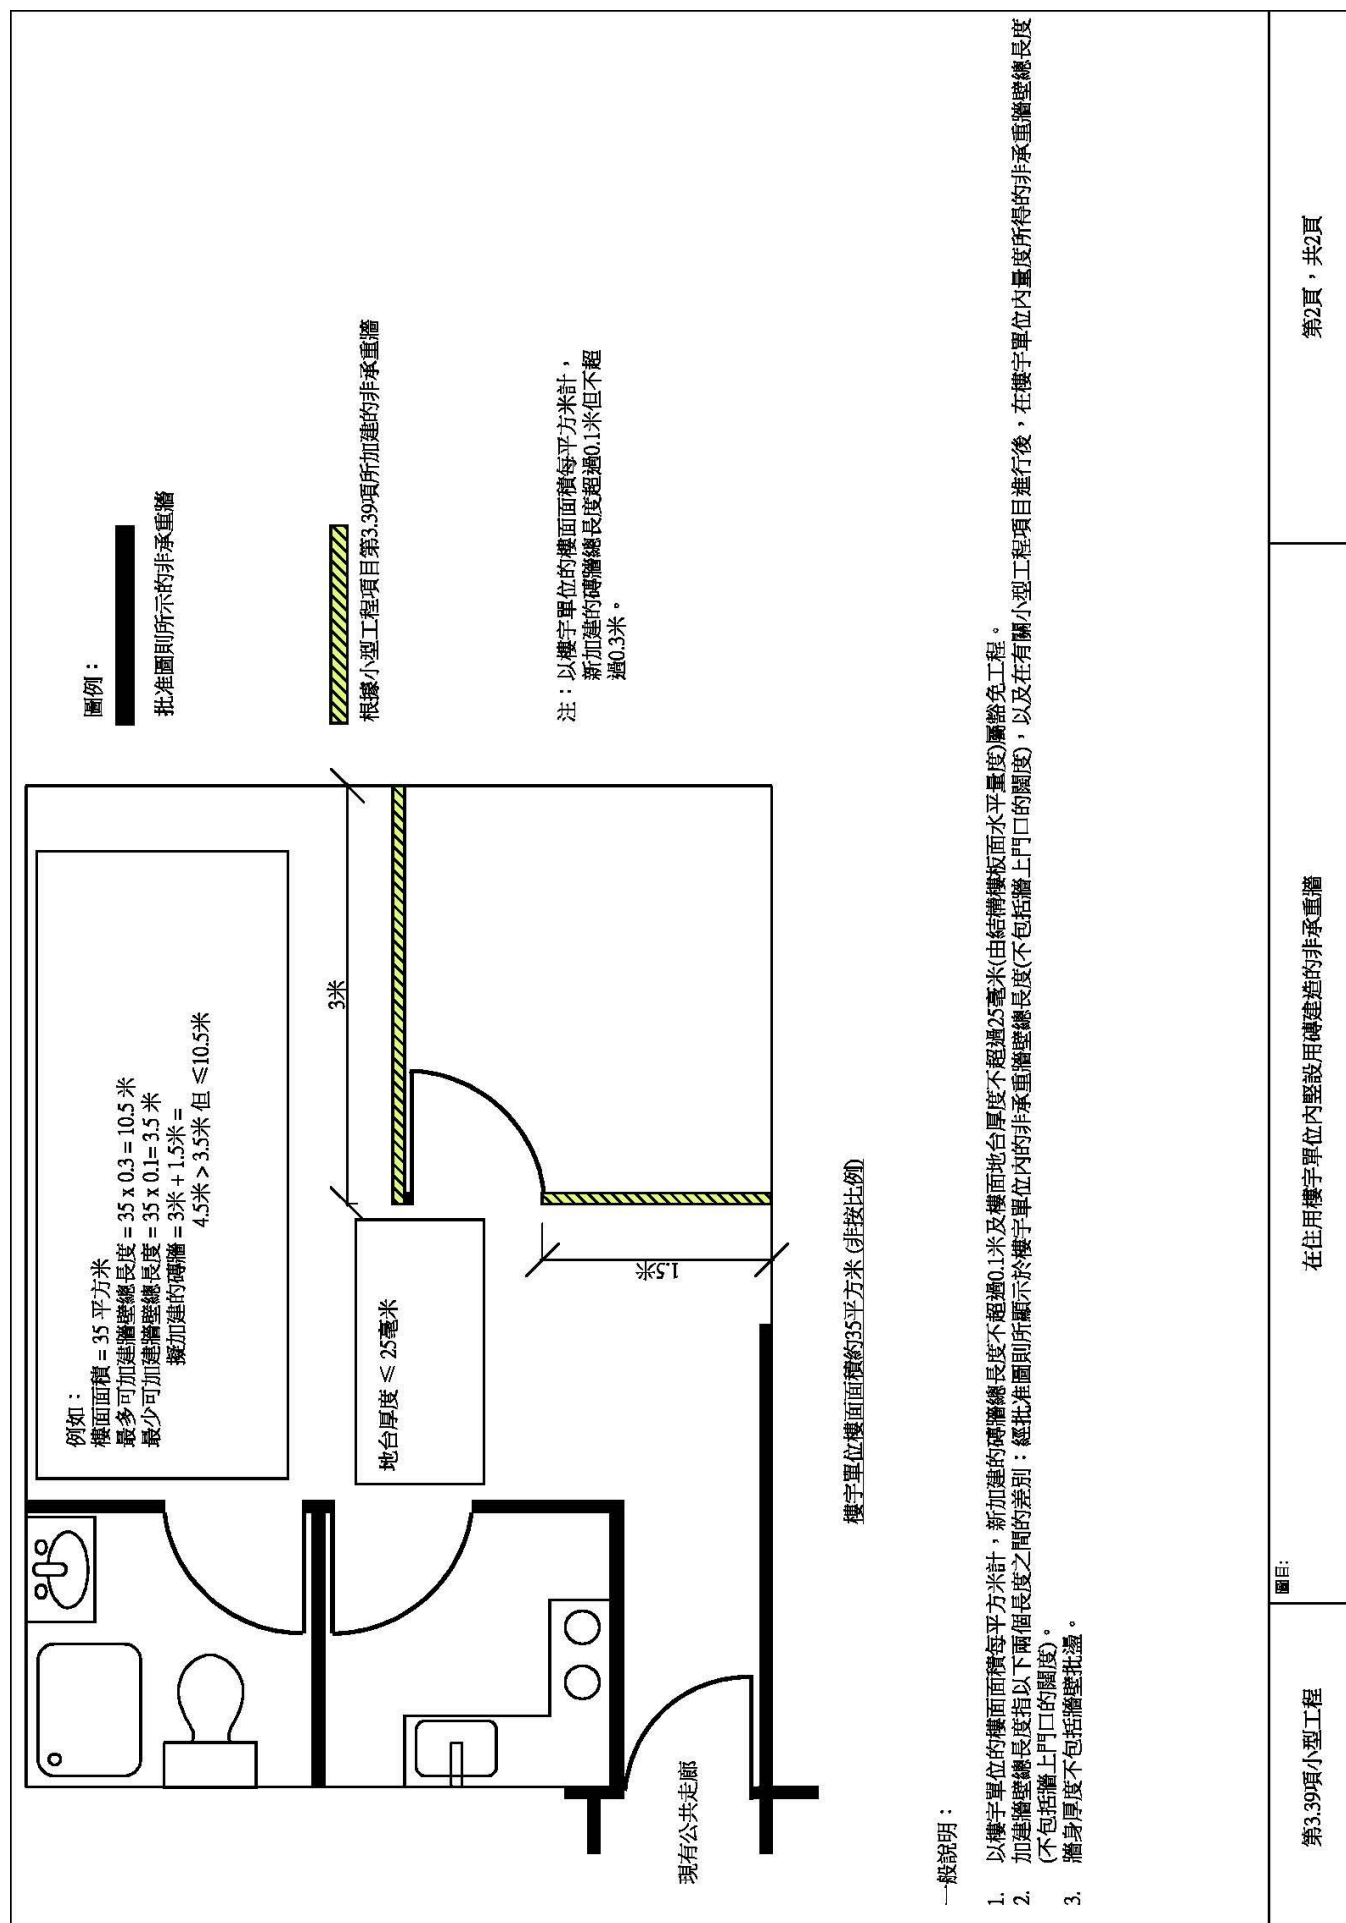 例如：
樓面面積 = 35 平方米
最多可加建牆壁總長度 = 35 x 0.3 = 10.5 米
最少可加建牆壁總長度 = 35 x 0.1= 3.5 米
擬加建的磚牆 = 3米 + 1.5米 =
4.5米 > 3.5米 但 ≤10.5米
地台厚度 ≤ 25毫米
3米
1.5米
現有公共走廊
樓宇單位樓面面積約35平方米 (非按比例)
圖例：
批准圖則所示的非承重牆
根據小型工程項目第3.39項所加建的非承重牆
注：以樓宇單位的樓面面積每平方米計，
新加建的磚牆總長度超過0.1米但不超
過0.3米。
一般說明：
1. 以樓宇單位的樓面面積每平方米計，新加建的磚牆總長度不超過0.1米及樓面地台厚度不超過25毫米(由結構樓板面水平量度)屬豁免工程。
2. 加建牆壁總長度指以下兩個長度之間的差別：經批准圖則所顯示於樓宇單位內的非承重牆壁總長度(不包括牆上門口的闊度)，以及在有關小型工程項目進行後，在樓宇單位內量度所得的非承重牆壁總長度
(不包括牆上門口的闊度)。
3. 牆身厚度不包括牆壁批盪。
第3.39項小型工程
圖目:
在住用樓宇單位內豎設用磚建造的非承重牆
第2頁，共2頁